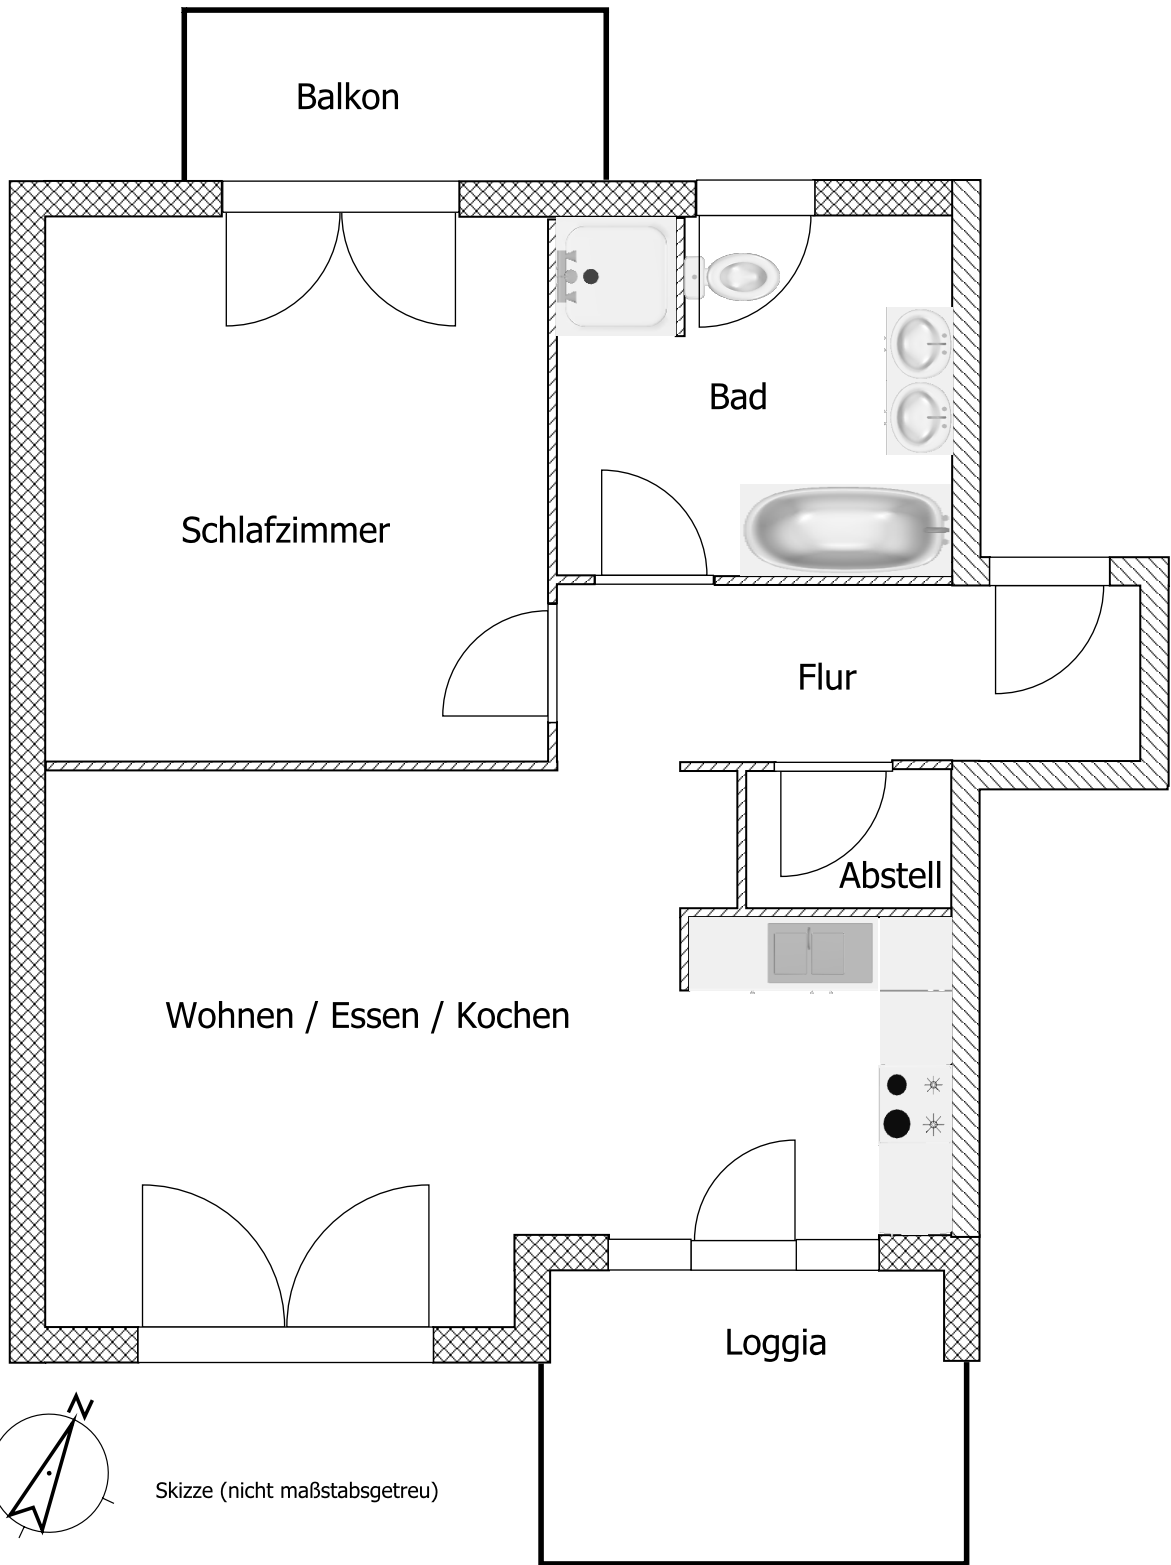 Balkon
Bad
Schlafzimmer
Flur
Abstell
Wohnen / Essen / Kochen
Loggia
N
Skizze (nicht maßstabsgetreu)